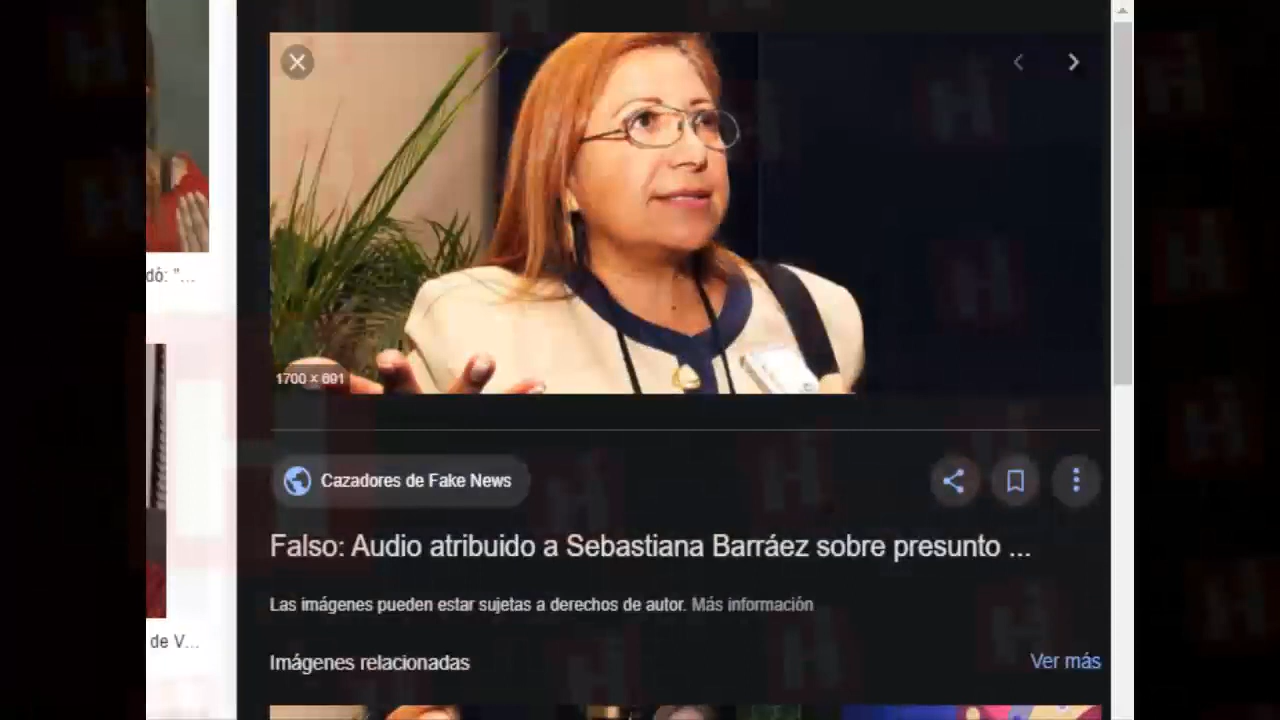 dó: "...
de V...
1700 × 691
Cazadores de Fake News
Falso: Audio atribuido a Sebastiana Barráez sobre presunto ...
Las imágenes pueden estar sujetas a derechos de autor. Más información
Imágenes relacionadas
Ver más